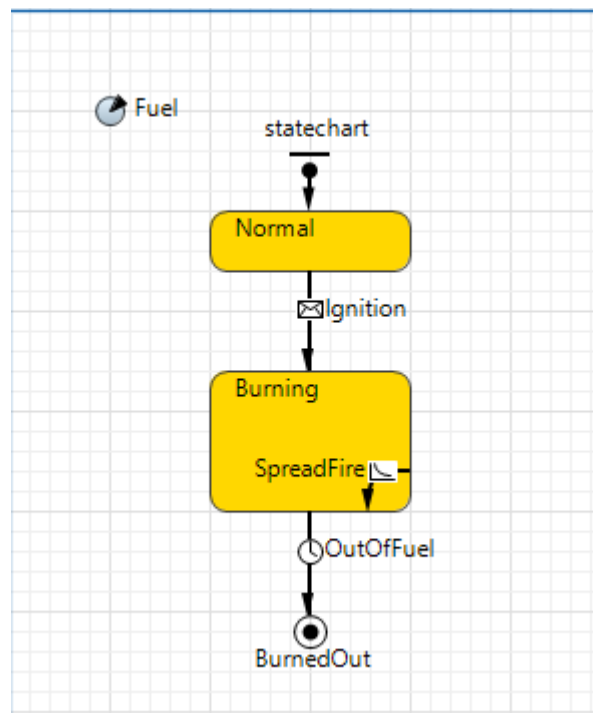 Fuel
statechart
Normal
Ignition
Burning
SpreadFire
OutOfFuel
BurnedOut